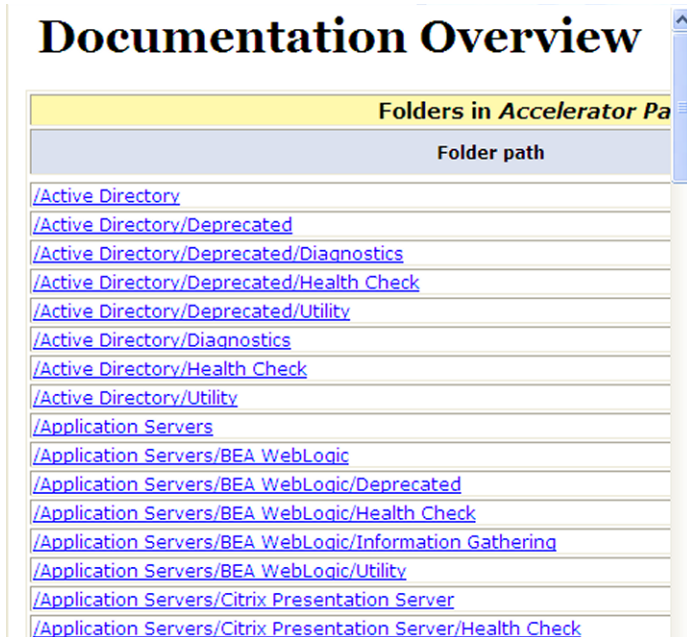 Documentation Overview
Folders in Accelerator
Folder path
/Active Directory
/Active Directory/Deprecated
/Active Directory/Deprecated/Diagnostics
/Active Directory/Deprecated/Health Check
/Active Directory/Deprecated/Utility
/Active Directory/Diagnostics
/Active Directory/Health Check
/Active Directory/Utility
/Application Servers
/Application Servers/BEA WebLogic
/Application Servers/BEA WebLogic/Deprecated
/Application Servers/BEA WebLogic/Health Check
/Application Servers/BEA WebLogic/Information Gathering
/Application Servers/BEA WebLogic/Utility
/Application Servers/Citrix Presentation Server
/Application Servers/Citrix Presentation Server/Health Check